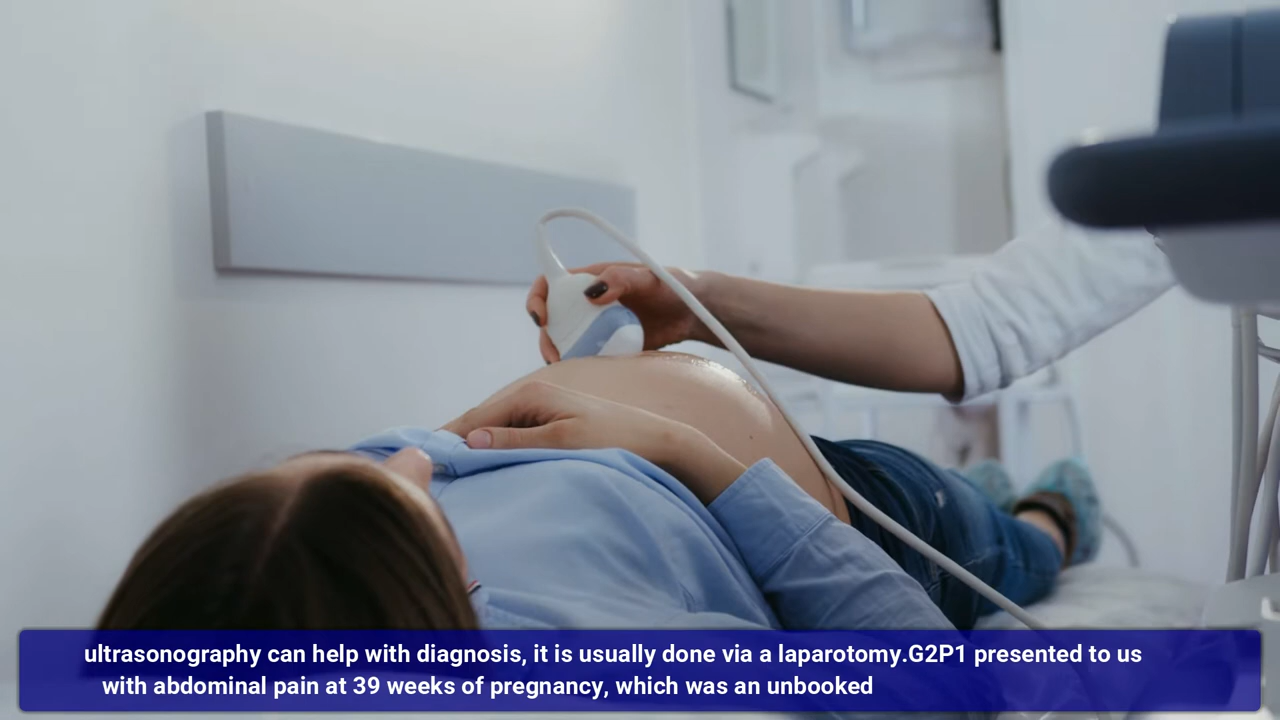 ultrasonography can help with diagnosis, it is usually done via a laparotomy.G2P1 presented to us
with abdominal pain at 39 weeks of pregnancy, which was an unbooked